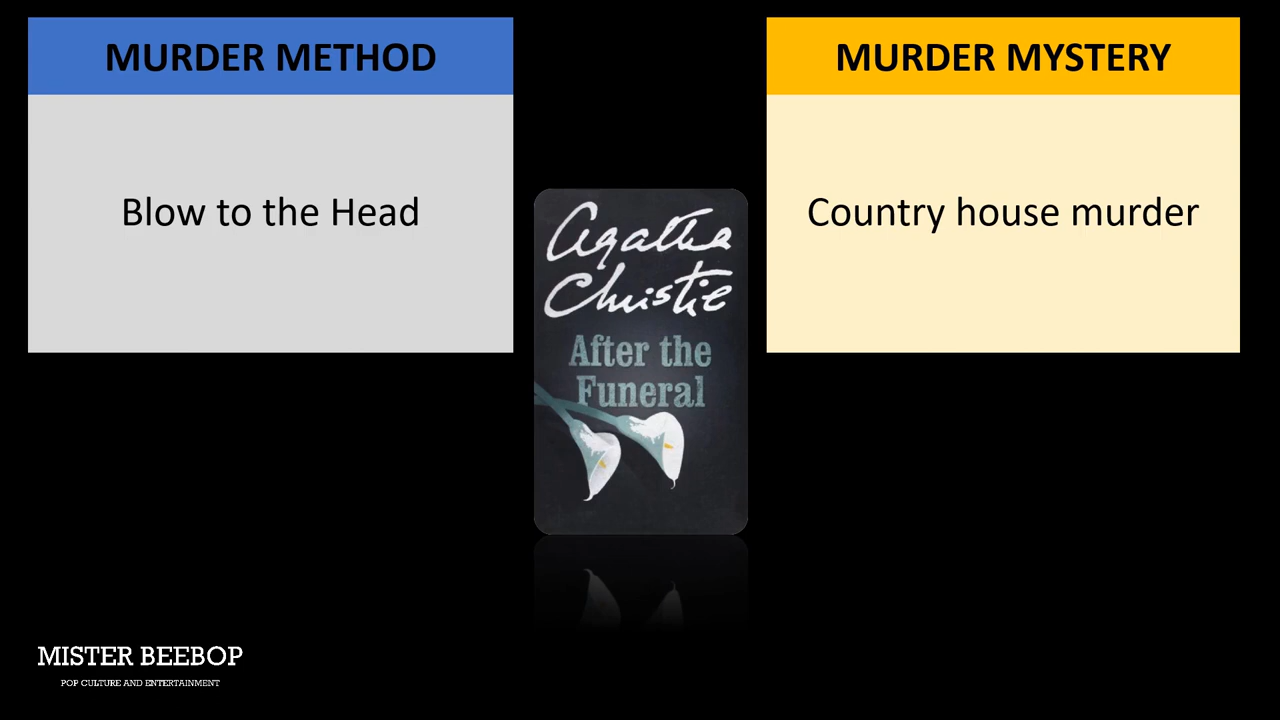 MURDER METHOD
Blow to the Head
MURDER MYSTERY
Country house murder
Agatha
Christie
After the
Funeral
MISTER BEEBOP
POP CULTURE AND ENTERTAINMENT